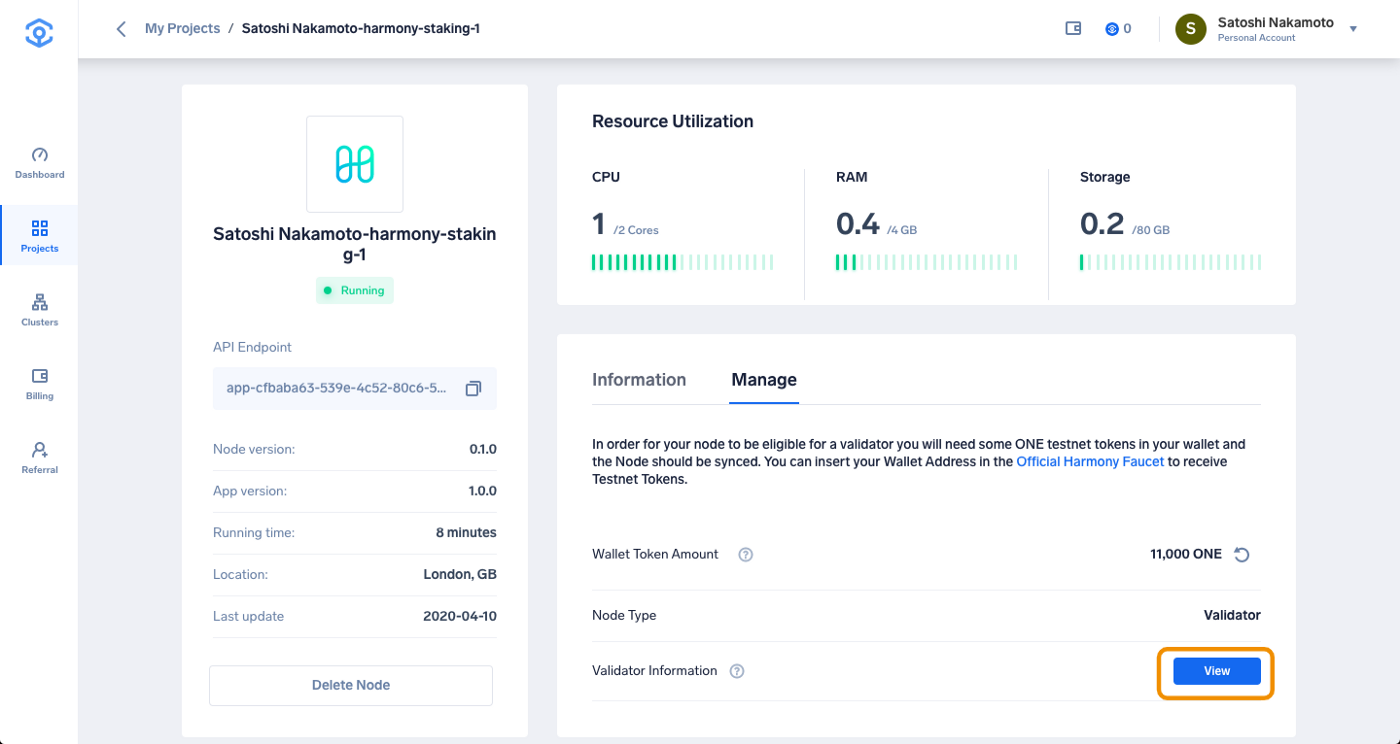 My Projects / Satoshi Nakamoto-harmony-staking-1
0
S
Satoshi Nakamoto
Personal Account
Dashboard
Projects
Clusters
Billing
Referral
Satoshi Nakamoto-harmony-stakin
g-1
Running
API Endpoint
app-cfbaba63-539e-4c52-80c6-5...
Node version: 0.1.0
App version: 1.0.0
Running time: 8 minutes
Location: London, GB
Last update 2020-04-10
Delete Node
Resource Utilization
CPU
1 /2 Cores
RAM
0.4 /4 GB
Storage
0.2 /80 GB
Information Manage
In order for your node to be eligible for a validator you will need some ONE testnet tokens in your wallet and
the Node should be synced. You can insert your Wallet Address in the Official Harmony Faucet to receive
Testnet Tokens.
Wallet Token Amount ? 11,000 ONE
Node Type Validator
Validator Information ? View